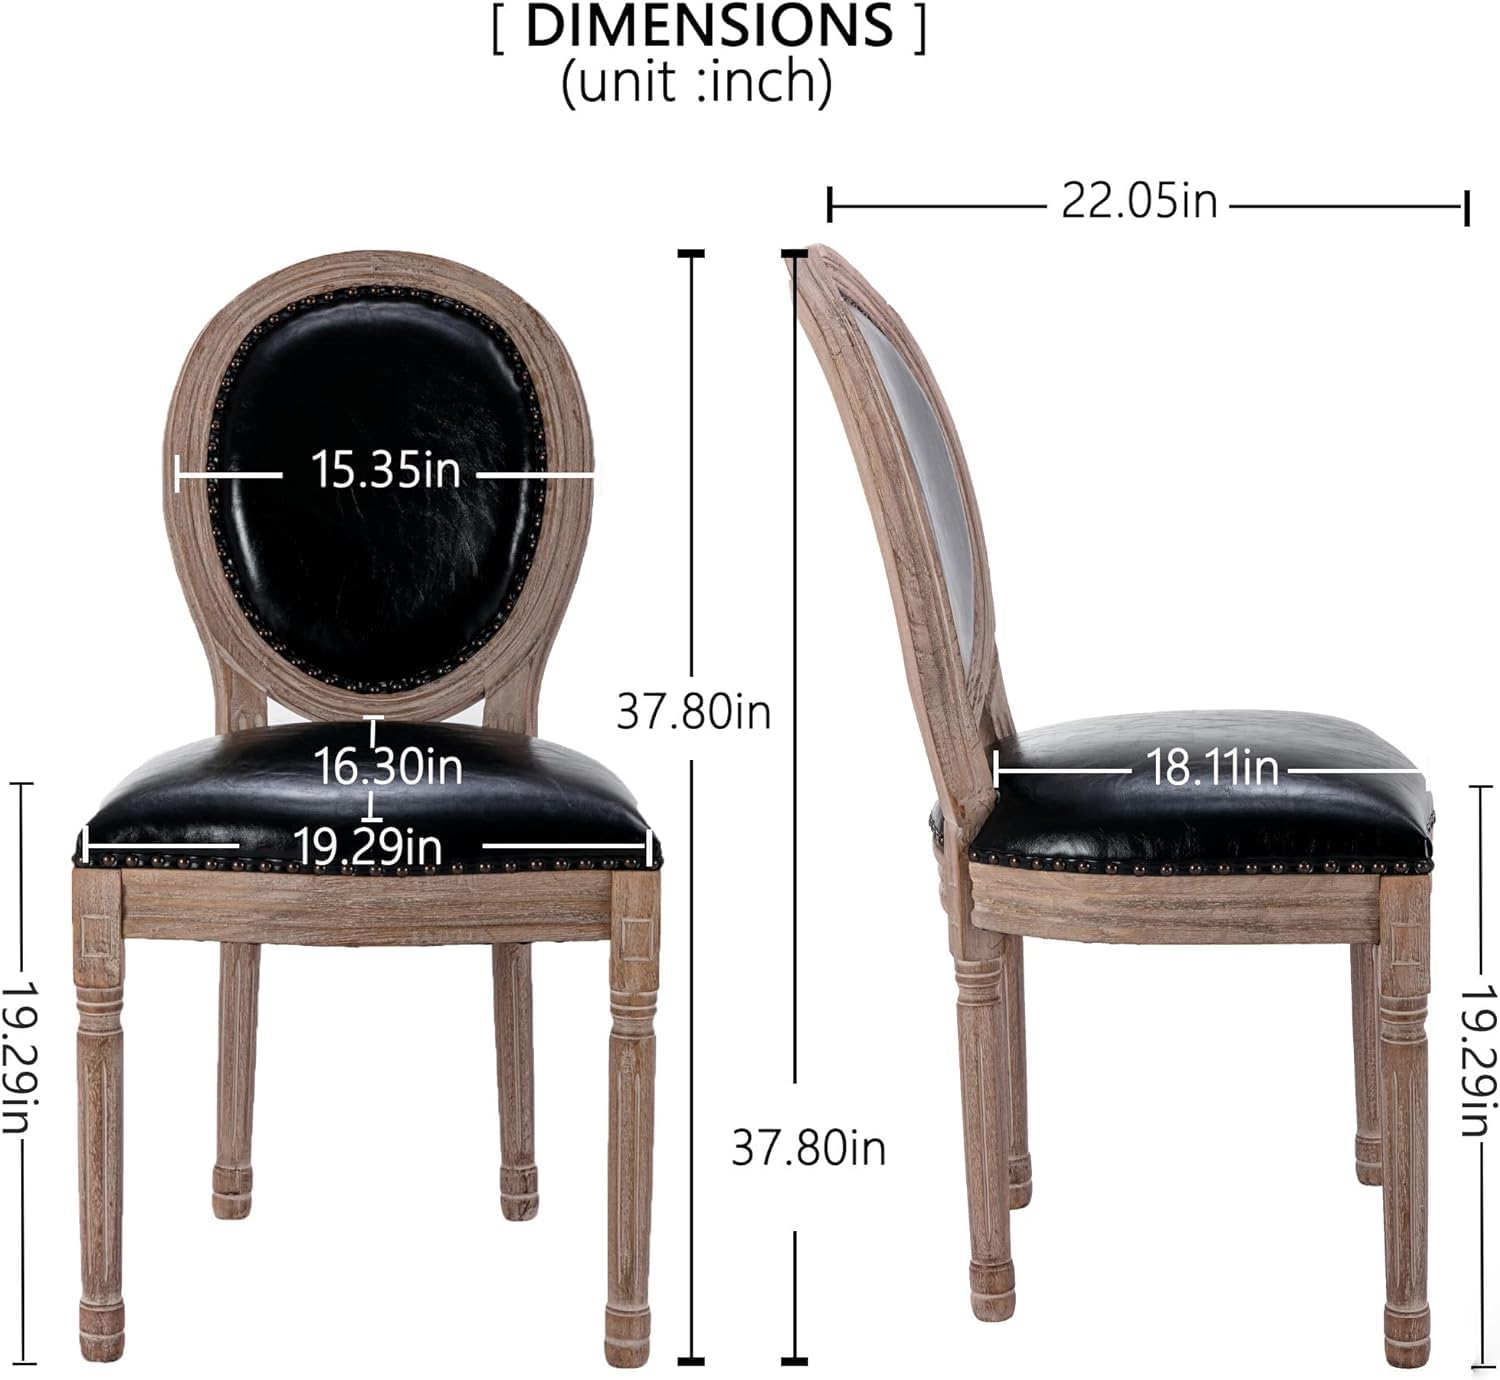 [ DIMENSIONS ]
(unit :inch)
22.05in
15.35in
37.80in
16.30in
18.11in
19.29in
19.29in
19.29in
37.80in